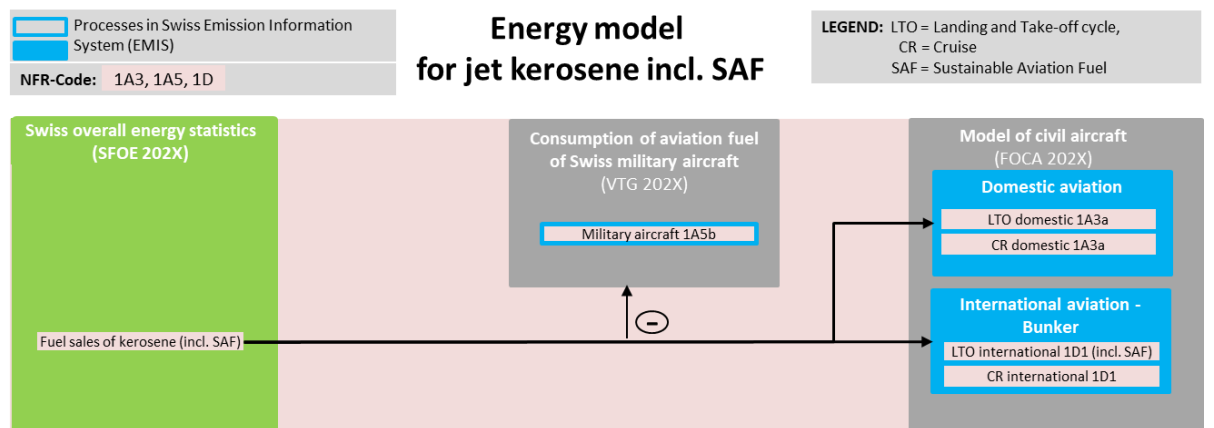 Processes in Swiss Emission Information
System (EMIS)
NFR-Code: 1A3, 1A5, 1D
Energy model
for jet kerosene incl. SAF
LEGEND: LTO = Landing and Take-off cycle,
CR = Cruise
SAF = Sustainable Aviation Fuel
Swiss overall energy statistics
(SFOE 202X)
Consumption of aviation fuel
of Swiss military aircraft
(VTG 202X)
Military aircraft 1A5b
Model of civil aircraft
(FOCA 202X)
Domestic aviation
LTO domestic 1A3a
CR domestic 1A3a
International aviation -
Bunker
LTO international 1D1 (incl. SAF)
CR international 1D1
Fuel sales of kerosene (incl. SAF)
-